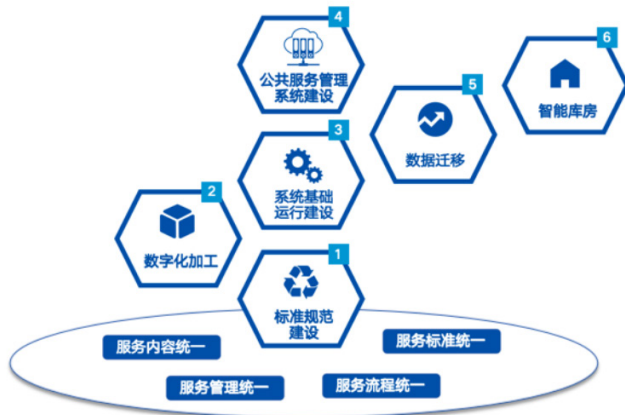 4
公共服务管理
系统建设
6
智能库房
5
数据迁移
3
系统基础
运行建设
2
数字化加工
1
标准规范
建设
服务内容统一
服务标准统一
服务管理统一
服务流程统一